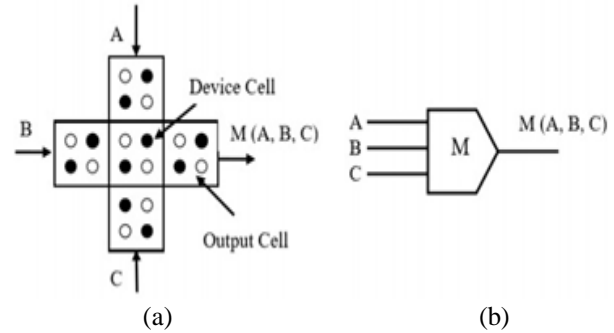 A
Device Cell
B
M (A, B, C)
Output Cell
C
(a)
A
B
C
M
M (A, B, C)
(b)